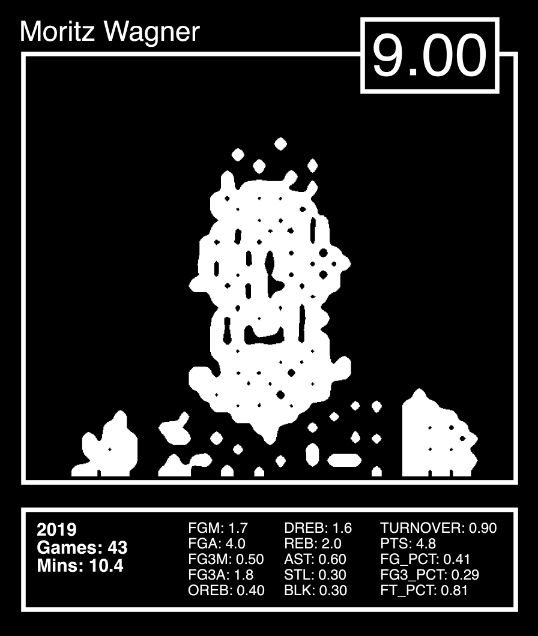 Moritz Wagner
9.00
2019
Games: 43
Mins: 10.4
FGM: 1.7
FGA: 4.0
FG3M: 0.50
FG3A: 1.8
OREB: 0.40
DREB: 1.6
REB: 2.0
AST: 0.60
STL: 0.30
BLK: 0.30
TURNOVER: 0.90
PTS: 4.8
FG_PCT: 0.41
FG3_PCT: 0.29
FT_PCT: 0.81